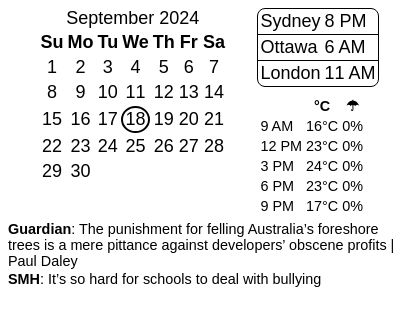 September 2024
Su Mo Tu We Th Fr Sa
1 2 3 4 5 6 7
8 9 10 11 12 13 14
15 16 17 18 19 20 21
22 23 24 25 26 27 28
29 30
Sydney 8 PM
Ottawa 6 AM
London 11 AM
°C ☂
9 AM 16°C 0%
12 PM 23°C 0%
3 PM 24°C 0%
6 PM 23°C 0%
9 PM 17°C 0%
Guardian: The punishment for felling Australia’s foreshore
trees is a mere pittance against developers’ obscene profits |
Paul Daley
SMH: It’s so hard for schools to deal with bullying